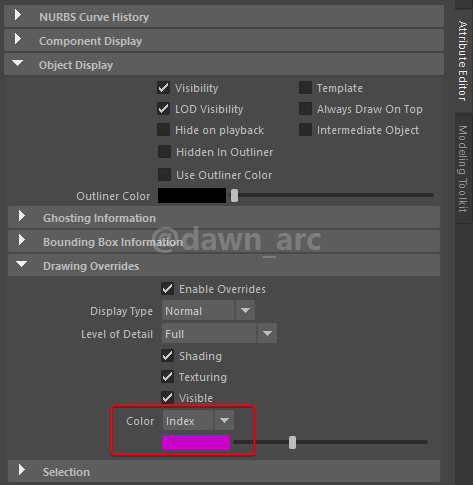 NURBS Curve History
Component Display
Object Display
Visibility Template
LOD Visibility Always Draw On Top
Hide on playback Intermediate Object
Hidden In Outliner
Use Outliner Color
Outliner Color
Ghosting Information
Bounding Box Information
@dawn_arc
Drawing Overrides
Enable Overrides
Display Type Normal
Level of Detail Full
Shading
Texturing
Visible
Color Index
Selection
Attribute Editor
Modeling Toolkit